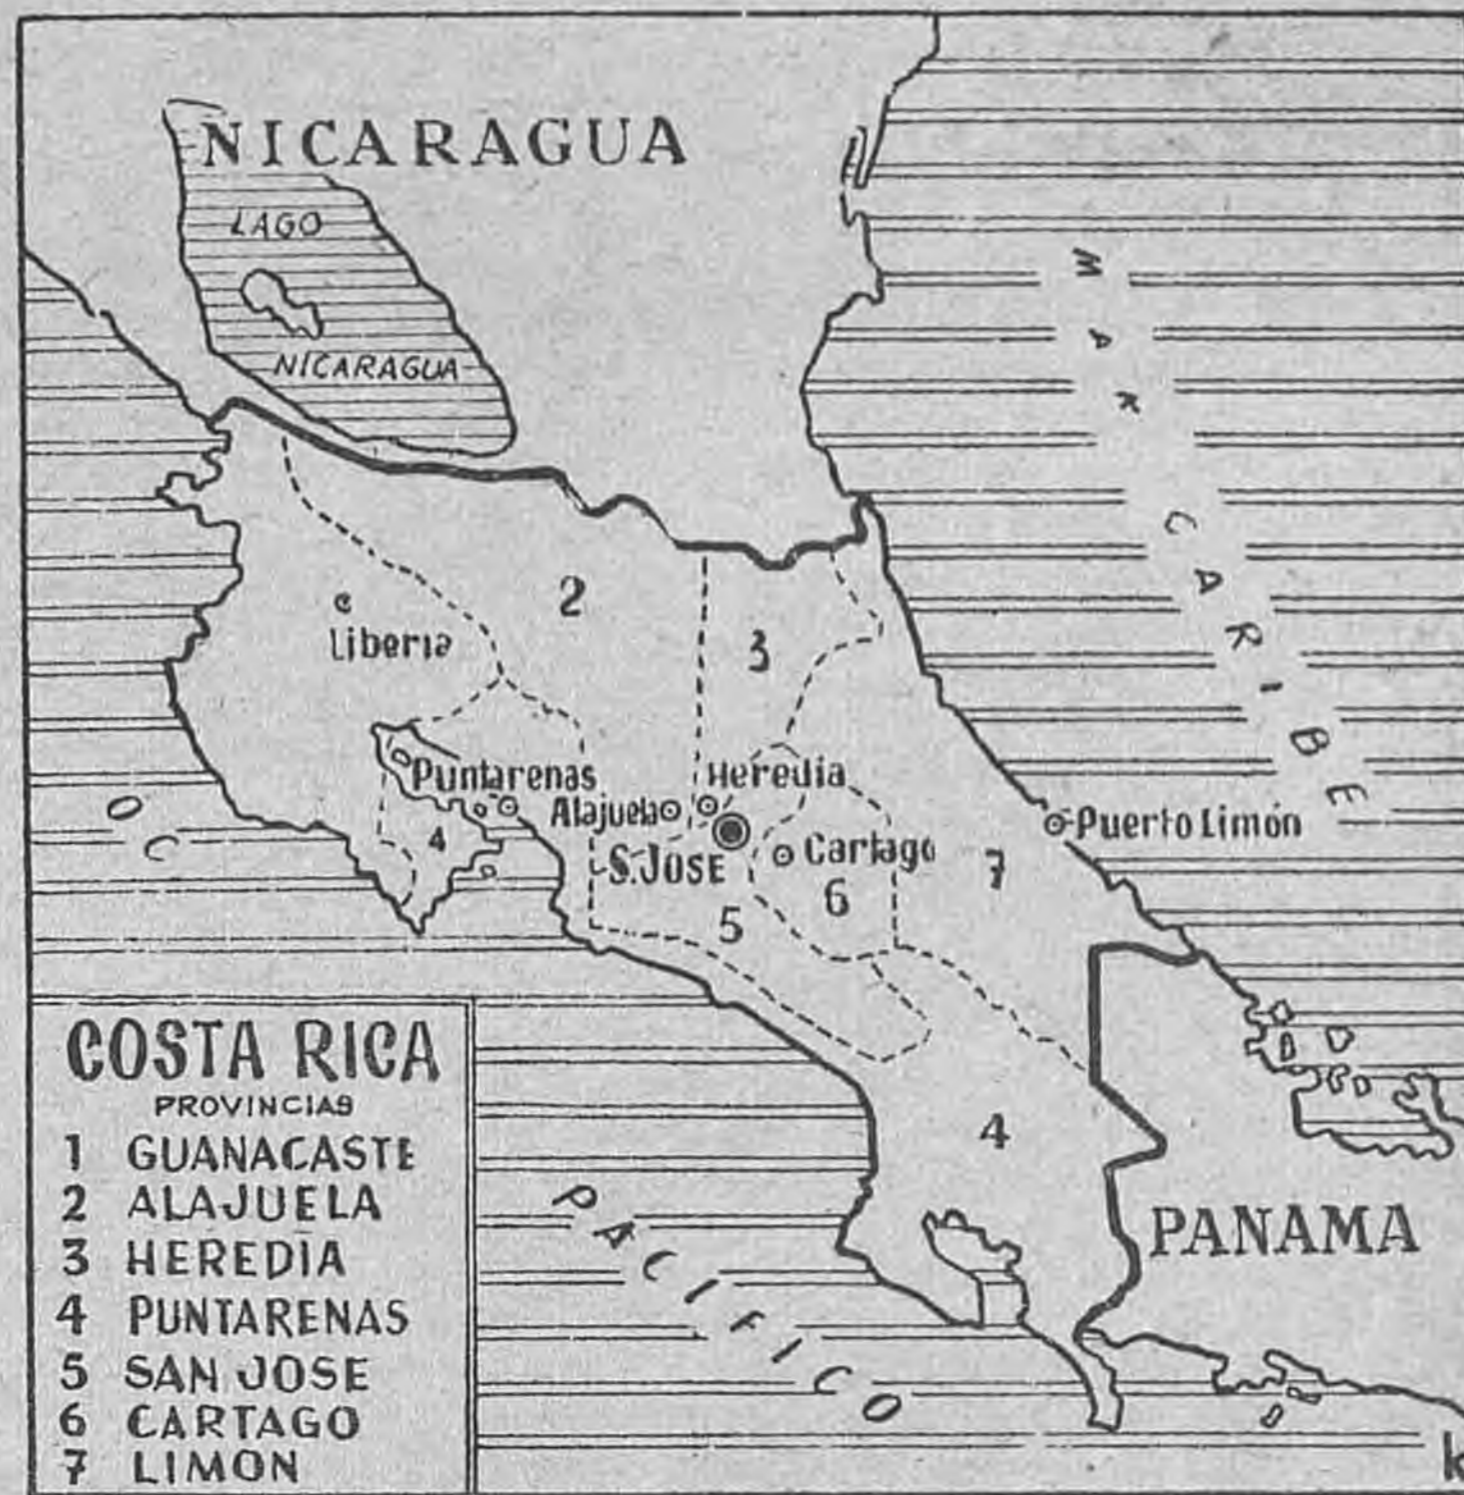 NICARAGUA
LAGO
NICARAGUA
MAR CARIBE
2
Liberia
3
Puntarenas
Heredia
Alajuela
Puerto Limón
4
S. JOSE
Cartago
7
6
5
4
OC
PACIFICO
PANAMA
COSTA RICA
PROVINCIAS
1 GUANACASTE
2 ALAJUELA
3 HEREDIA
4 PUNTARENAS
5 SAN JOSE
6 CARTAGO
7 LIMON
k